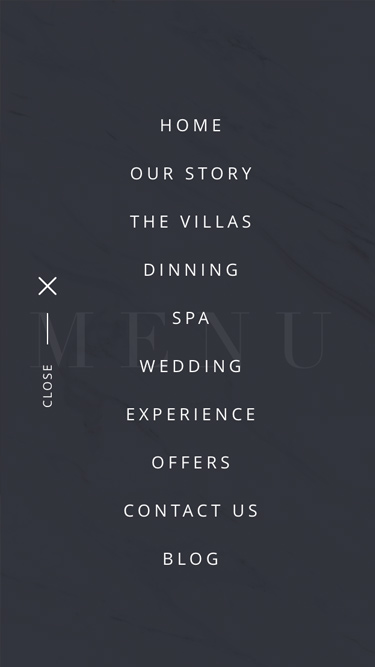 HOME
OUR STORY
THE VILLAS
DINNING
SPA
MENU
WEDDING
EXPERIENCE
CLOSE
OFFERS
CONTACT US
BLOG